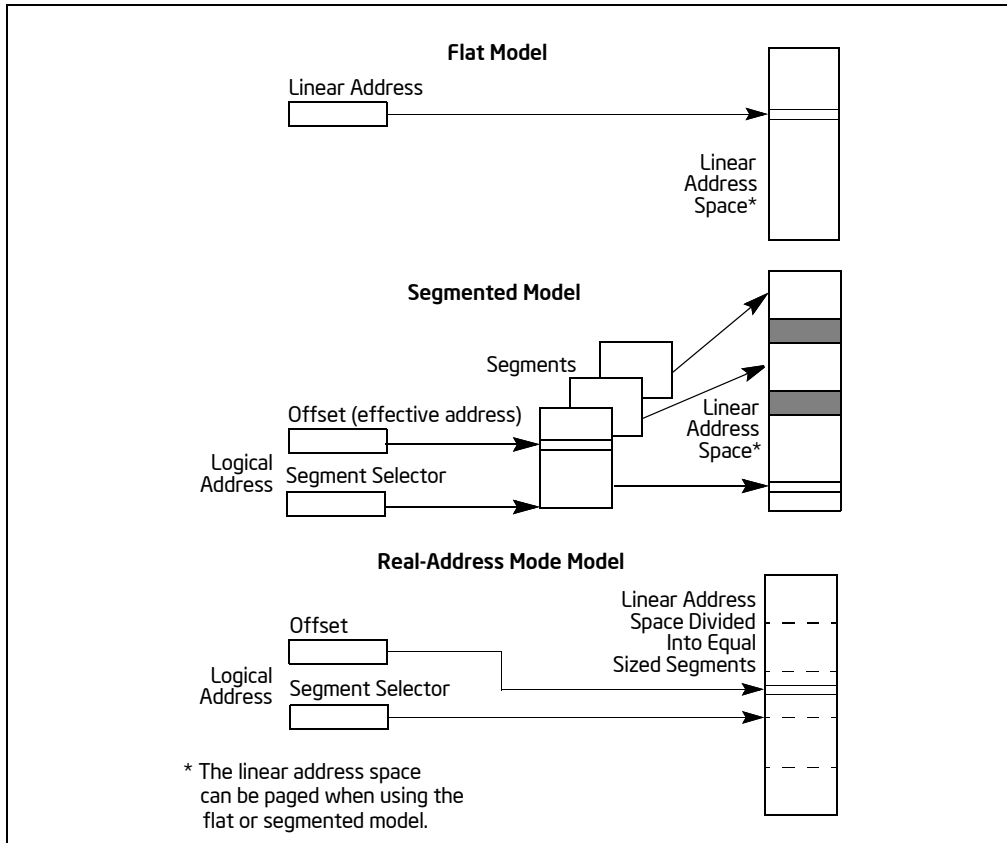 Flat Model
Linear Address
Linear
Address
Space*
Segmented Model
Segments
Offset (effective address)
Logical
Address
Segment Selector
Linear
Address
Space*
Real-Address Mode Model
Offset
Logical
Address
Segment Selector
Linear Address
Space Divided
Into Equal
Sized Segments
* The linear address space
can be paged when using the
flat or segmented model.